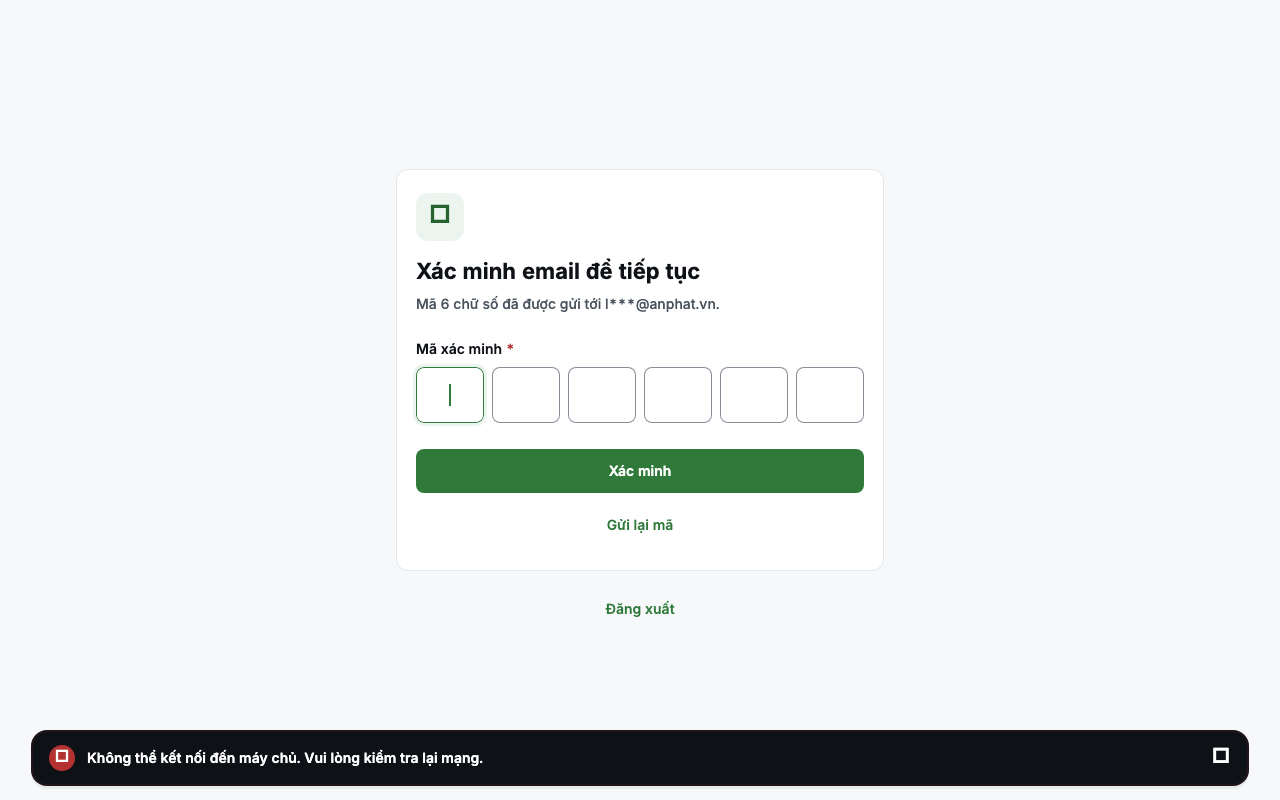 Xác minh email để tiếp tục
Mã 6 chữ số đã được gửi tới l***@anphat.vn.
Mã xác minh *
Xác minh
Gửi lại mã
Đăng xuất
Không thể kết nối đến máy chủ. Vui lòng kiểm tra lại mạng.